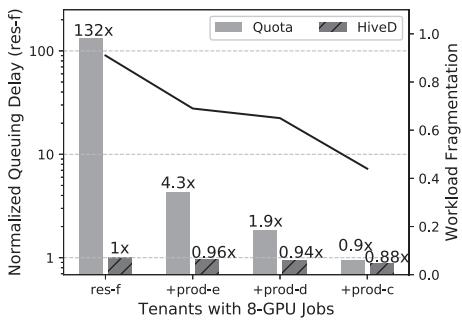 Quota
HiveD
Normalized Queuing Delay (res-f)
100
10
1
132x
1x
4.3x
0.96x
1.9x
0.94x
0.9x
0.88x
1.0
0.8
0.6
0.4
0.2
0.0
Workload Fragmentation
res-f
+prod-e
+prod-d
+prod-c
Tenants with 8-GPU Jobs